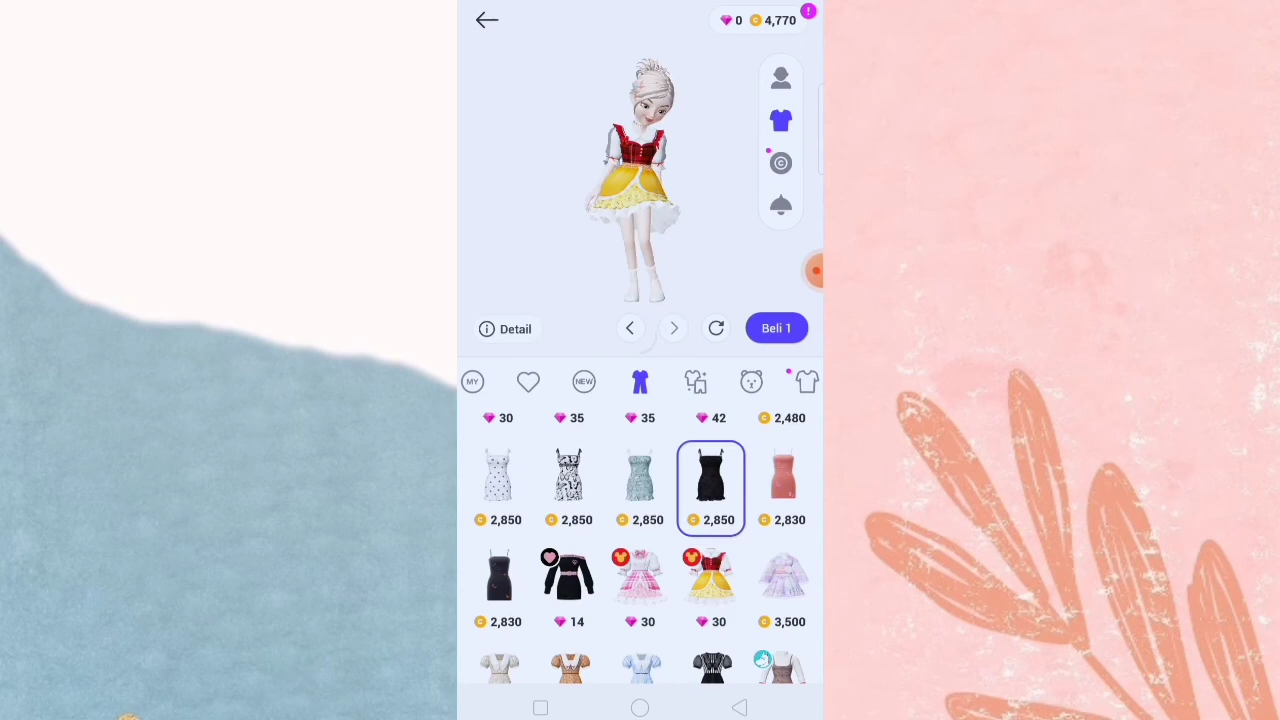 0 C 4,770 !
Detail
Beli 1
MY NEW
30 35 35 42 C 2,480
C 2,850 C 2,850 C 2,850 C 2,850 C 2,830
C 2,830 14 30 30 C 3,500